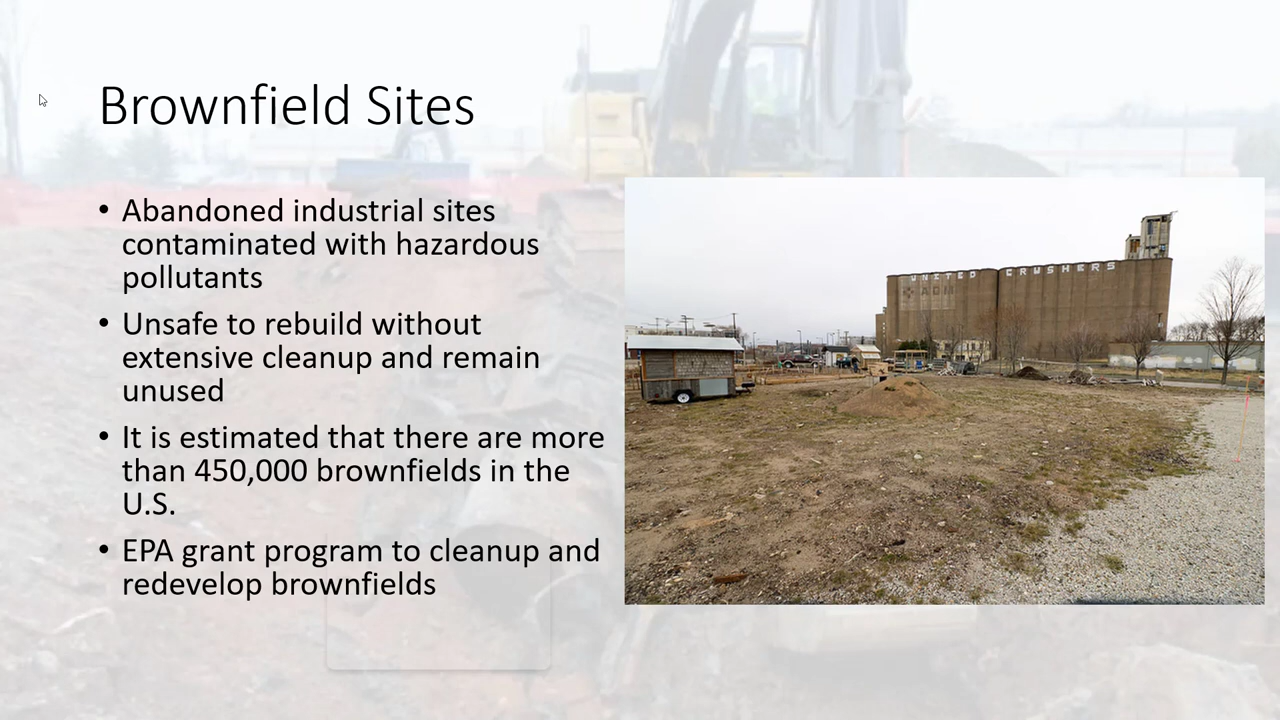 Brownfield Sites
• Abandoned industrial sites
contaminated with hazardous
pollutants
• Unsafe to rebuild without
extensive cleanup and remain
unused
• It is estimated that there are more
than 450,000 brownfields in the
U.S.
• EPA grant program to cleanup and
redevelop brownfields
UNITED CRUSHERS
ADM